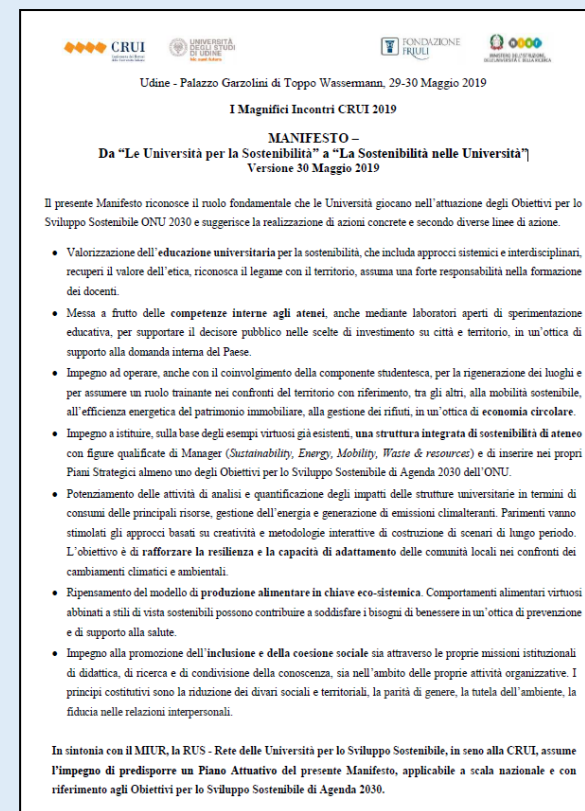 CRUI
UNIVERSITÀ
DEGLI STUDI
DI UDINE
FONDAZIONE
FRIULI
Udine - Palazzo Garzolini di Toppo Wassermann, 29-30 Maggio 2019
I Magnifici Incontri CRUI 2019
MANIFESTO –
Da “Le Università per la Sostenibilità” a “La Sostenibilità nelle Università”
Versione 30 Maggio 2019
Il presente Manifesto riconosce il ruolo fondamentale che le Università giocano nell’attuazione degli Obiettivi per lo
Sviluppo Sostenibile ONU 2030 e suggerisce la realizzazione di azioni concrete e secondo diverse linee di azione.
• Valorizzazione dell’educazione universitaria per la sostenibilità, che includa approcci sistemici e interdisciplinari,
recuperi il valore dell’etica, riconosca il legame con il territorio, assuma una forte responsabilità nella formazione
dei docenti.
• Messa a frutto delle competenze interne agli atenei, anche mediante laboratori aperti di sperimentazione
educativa, per supportare il decisore pubblico nelle scelte di investimento su città e territorio, in un’ottica di
supporto alla domanda interna del Paese.
• Impegno ad operare, anche con il coinvolgimento della componente studentesca, per la rigenerazione dei luoghi e
per assumere un ruolo trainante nei confronti del territorio con riferimento, tra gli altri, alla mobilità sostenibile,
all’efficienza energetica del patrimonio immobiliare, alla gestione dei rifiuti, in un’ottica di economia circolare.
• Impegno a istituire, sulla base degli esempi virtuosi già esistenti, una struttura integrata di sostenibilità di ateneo
con figure qualificate di Manager (Sustainability, Energy, Mobility, Waste & resources) e di inserire nei propri
Piani Strategici almeno uno degli Obiettivi per lo Sviluppo Sostenibile di Agenda 2030 dell’ONU.
• Potenziamento delle attività di analisi e quantificazione degli impatti delle strutture universitarie in termini di
consumi delle principali risorse, gestione dell’energia e generazione di emissioni climalteranti. Parimenti vanno
stimolati gli approcci basati su creatività e metodologie interattive di costruzione di scenari di lungo periodo.
L’obiettivo è di rafforzare la resilienza e la capacità di adattamento delle comunità locali nei confronti dei
cambiamenti climatici e ambientali.
• Ripensamento del modello di produzione alimentare in chiave eco-sistemica. Comportamenti alimentari virtuosi
abbinati a stili di vista sostenibili possono contribuire a soddisfare i bisogni di benessere in un’ottica di prevenzione
e di supporto alla salute.
• Impegno alla promozione dell’inclusione e della coesione sociale sia attraverso le proprie missioni istituzionali
di didattica, di ricerca e di condivisione della conoscenza, sia nell’ambito delle proprie attività organizzative. I
principi costitutivi sono la riduzione dei divari sociali e territoriali, la parità di genere, la tutela dell’ambiente, la
fiducia nelle relazioni interpersonali.
In sintonia con il MIUR, la RUS - Rete delle Università per lo Sviluppo Sostenibile, in seno alla CRUI, assume
l’impegno di predisporre un Piano Attuativo del presente Manifesto, applicabile a scala nazionale e con
riferimento agli Obiettivi per lo Sviluppo Sostenibile di Agenda 2030.